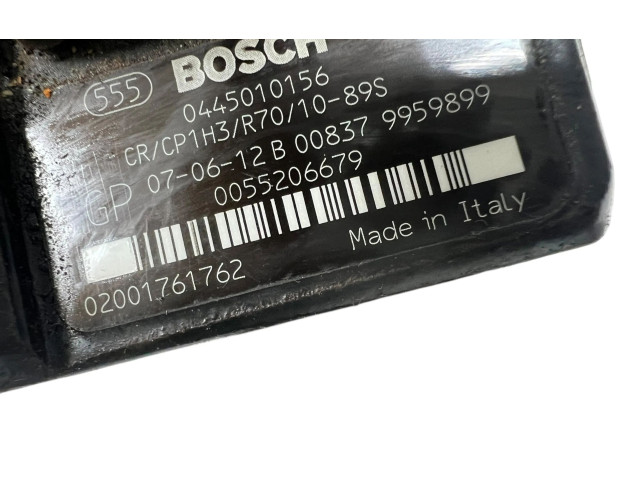 555 BOSCH
0445010156
CR/CP1H3/R70/10-89S
GP 07-06-12 B 00837 9959899
0055206679
Made in Italy
02001761762